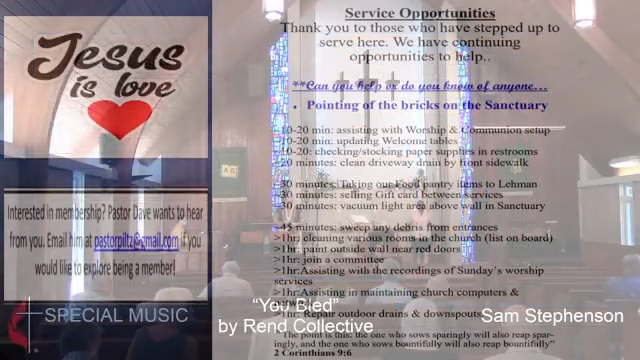 Jesus
is love
Interested in membership? Pastor Dave wants to hear
from you. Email him at pastorpiltz@gmail.com if you
would like to explore being a member!
SPECIAL MUSIC
Service Opportunities
Thank you to those who have stepped up to
serve here. We have continuing
opportunities to help..
**Can you help or do you know of anyone...
• Pointing of the bricks on the Sanctuary
10-20 min: assisting with Worship & Communion setup
10-20 min: updating Welcome tables
10-20: checking/stocking paper supplies in restrooms
20 minutes: clean driveway drain by front sidewalk
30 minutes: Taking our Food pantry items to Lehman
30 minutes: selling Gift card between services
30 minutes: vacuum light area above wall in Sanctuary
45 minutes: sweep any debris from entrances
>1hr: cleaning various rooms in the church (list on board)
>1hr: paint outside wall near red doors
>1hr: join a committee
>1hr:Assisting with the recordings of Sunday's worship
services
>1hr:Assisting in maintaining church computers &
>1hr: Repair outdoor drains & downspouts
"The point is this: the one who sows sparingly will also reap spar-
ingly, and the one who sows bountifully will also reap bountifully"
2 Corinthians 9:6
"You Bled"
by Rend Collective
Sam Stephenson